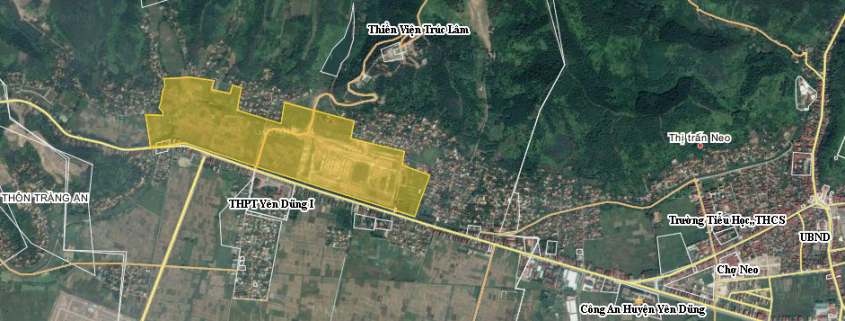 Thiền Viện Trúc Lâm
Thị trấn Neo
THÔN TRẰNG AN
THPT Yên Dũng I
Trường Tiểu Học,,THCS
UBND
Chợ Neo
Công An Huyện Yên Dũng